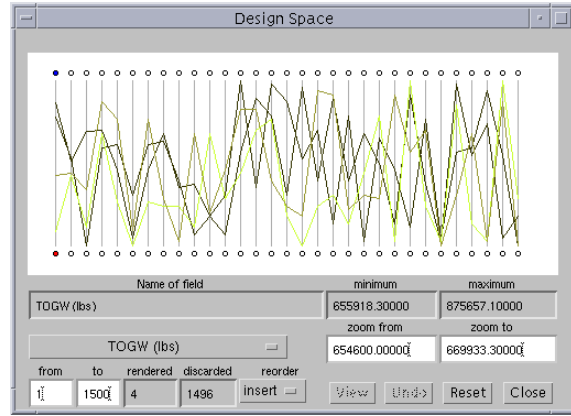 Design Space
Name of field minimum maximum
TOGW (lbs) 655918.30000 875657.10000
zoom from zoom to
TOGW (lbs) 654600.00000 669933.30000
from to rendered discarded reorder
1 1500 4 1496 insert
View Undo Reset Close